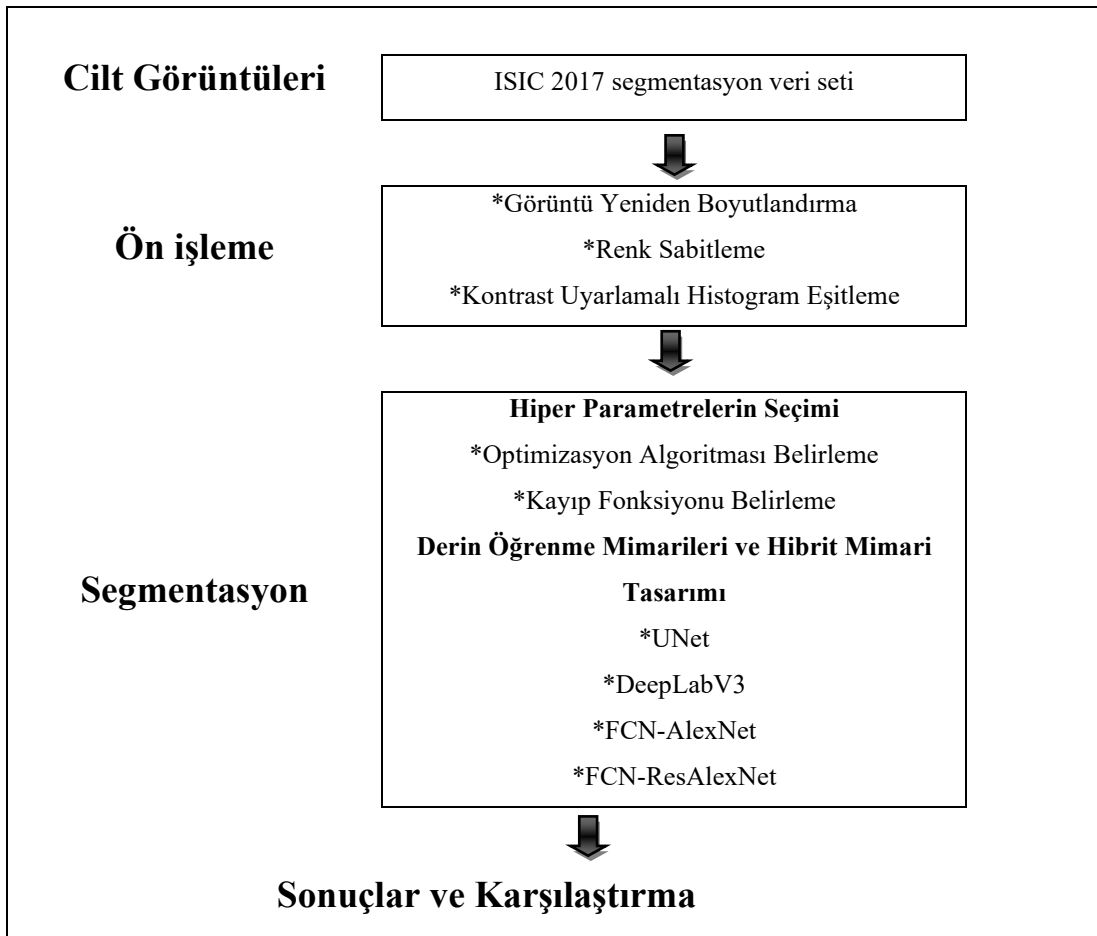 Cilt Görüntüleri
ISIC 2017 segmentasyon veri seti
Ön işleme
*Görüntü Yeniden Boyutlandırma
*Renk Sabitleme
*Kontrast Uyarlamalı Histogram Eşitleme
Segmentasyon
Hiper Parametrelerin Seçimi
*Optimizasyon Algoritması Belirleme
*Kayıp Fonksiyonu Belirleme
Derin Öğrenme Mimarileri ve Hibrit Mimari
Tasarımı
*UNet
*DeepLabV3
*FCN-AlexNet
*FCN-ResAlexNet
Sonuçlar ve Karşılaştırma